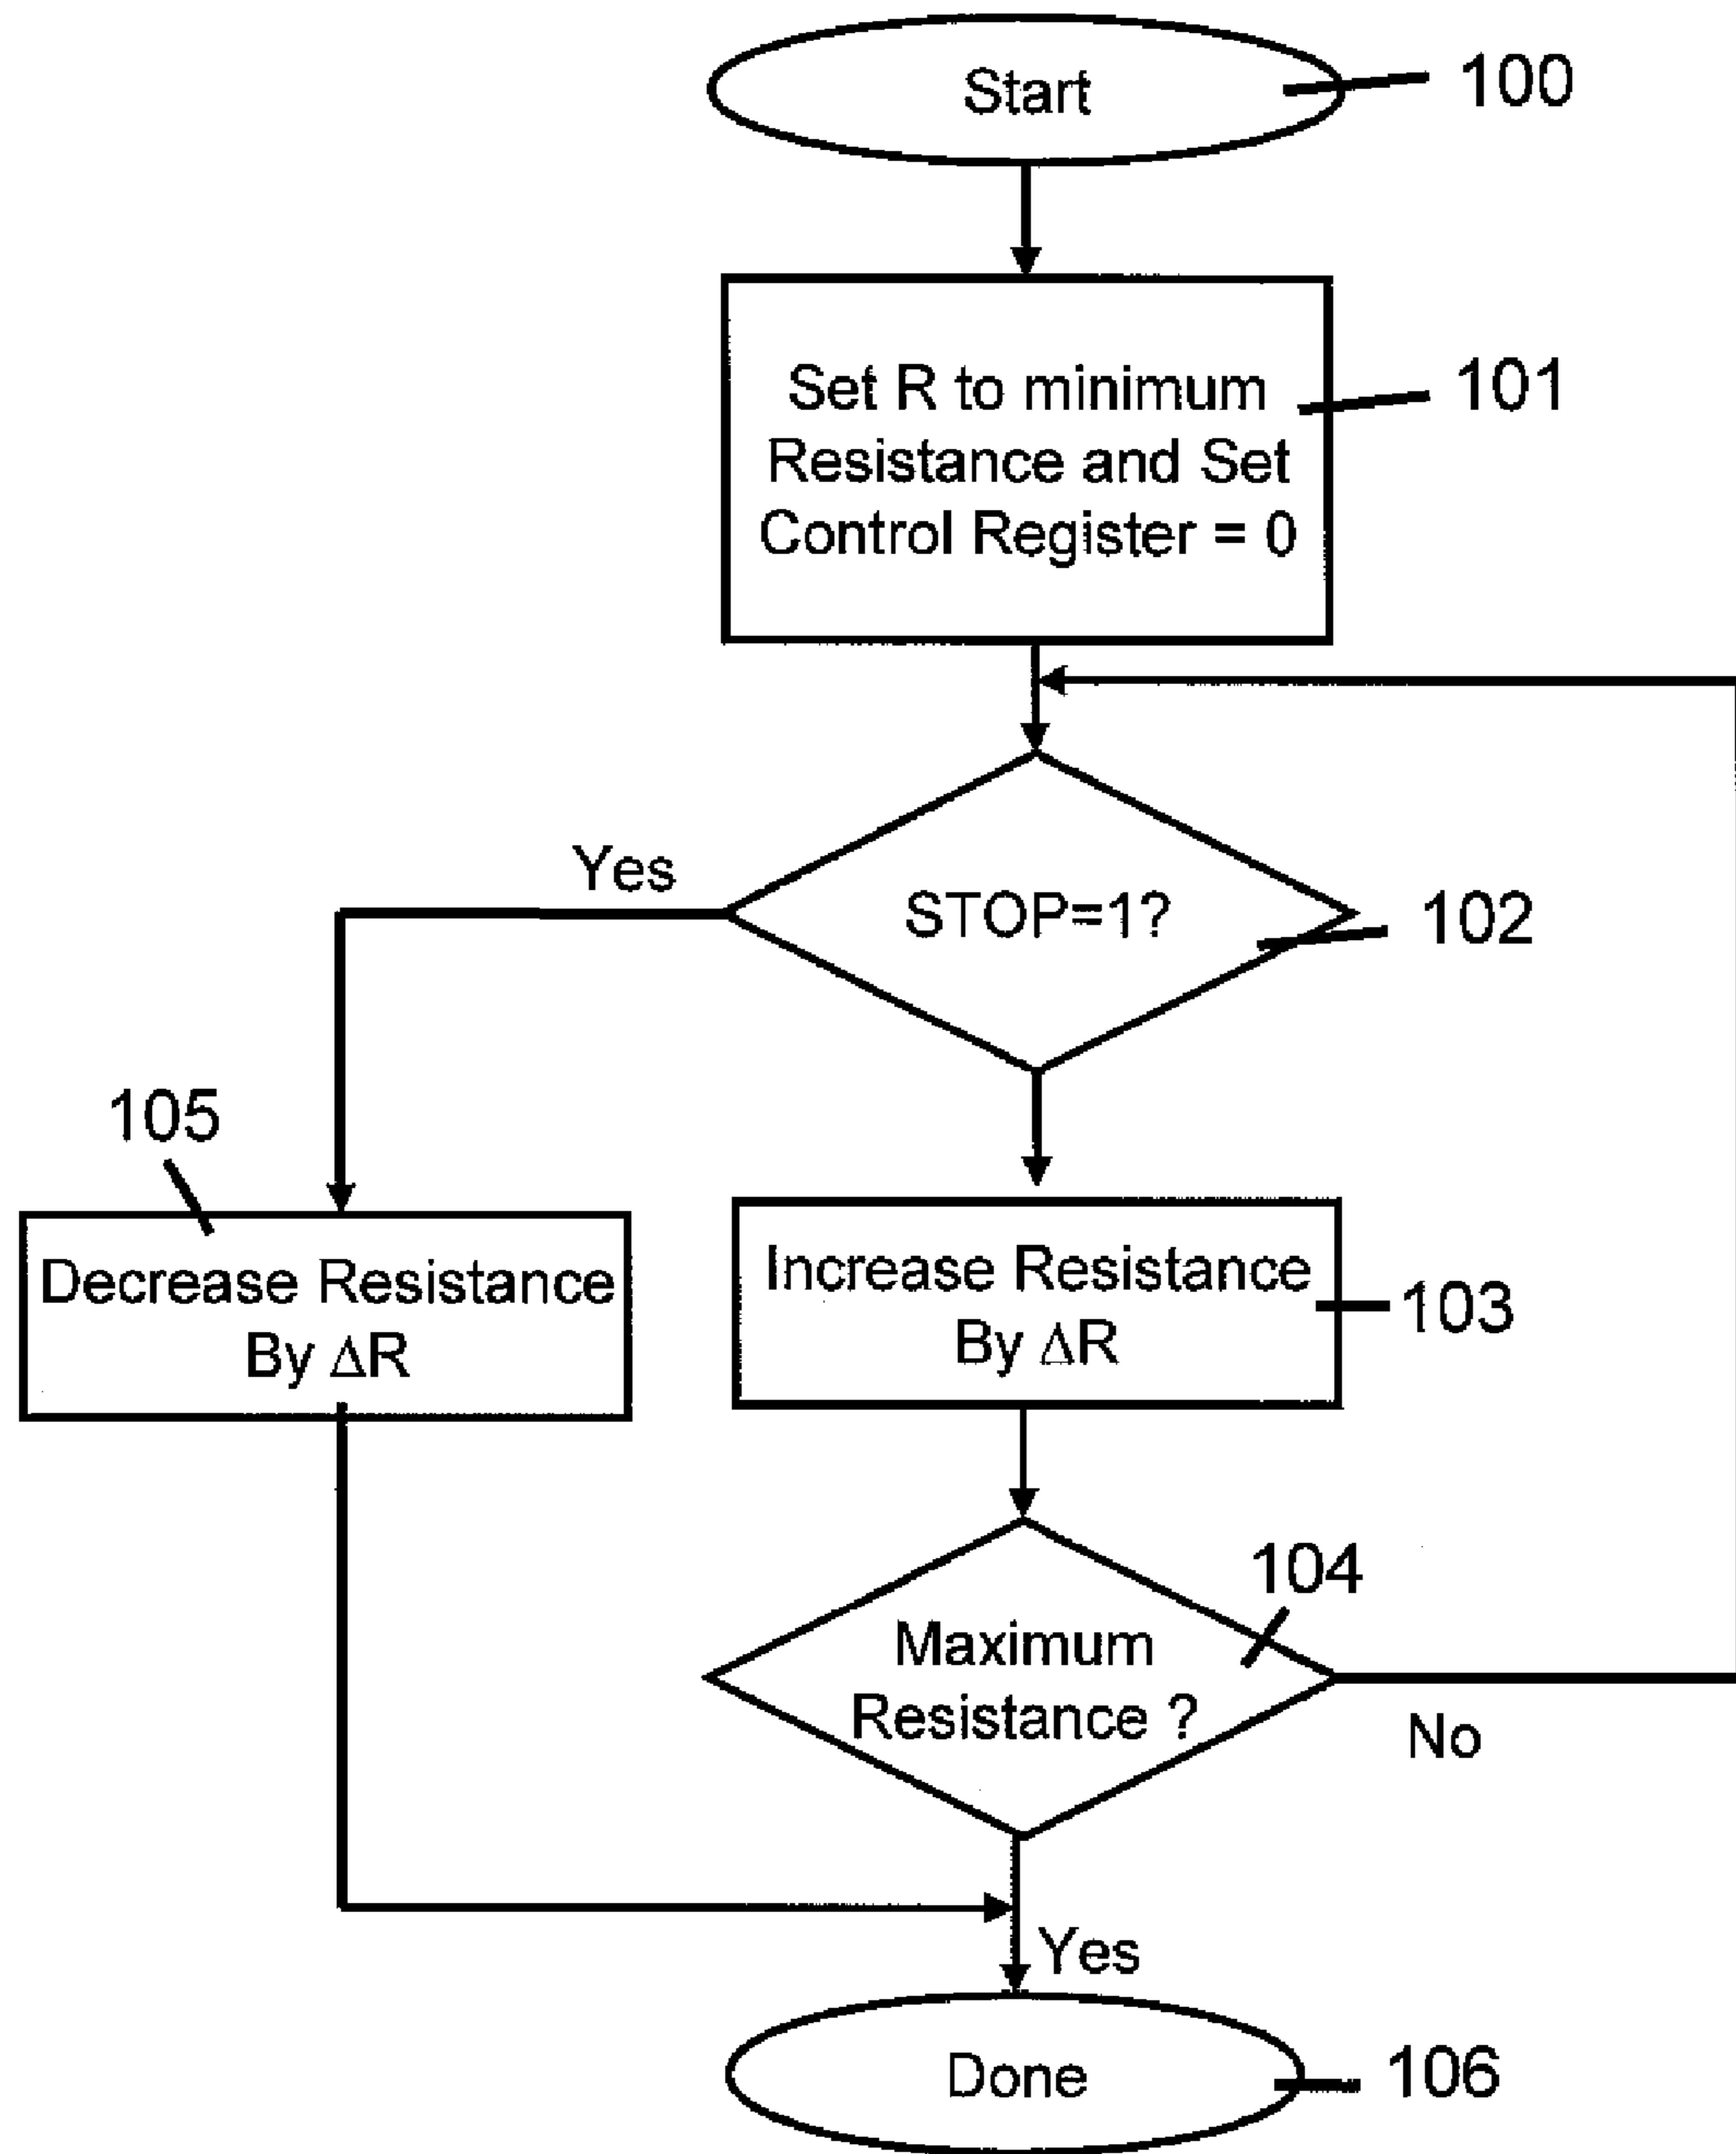 Start
100
Set R to minimum
Resistance and Set
Control Register = 0
101
Yes
STOP=1?
102
105
Decrease Resistance
By ΔR
Increase Resistance
By ΔR
103
104
Maximum
Resistance ?
No
Yes
Done
106